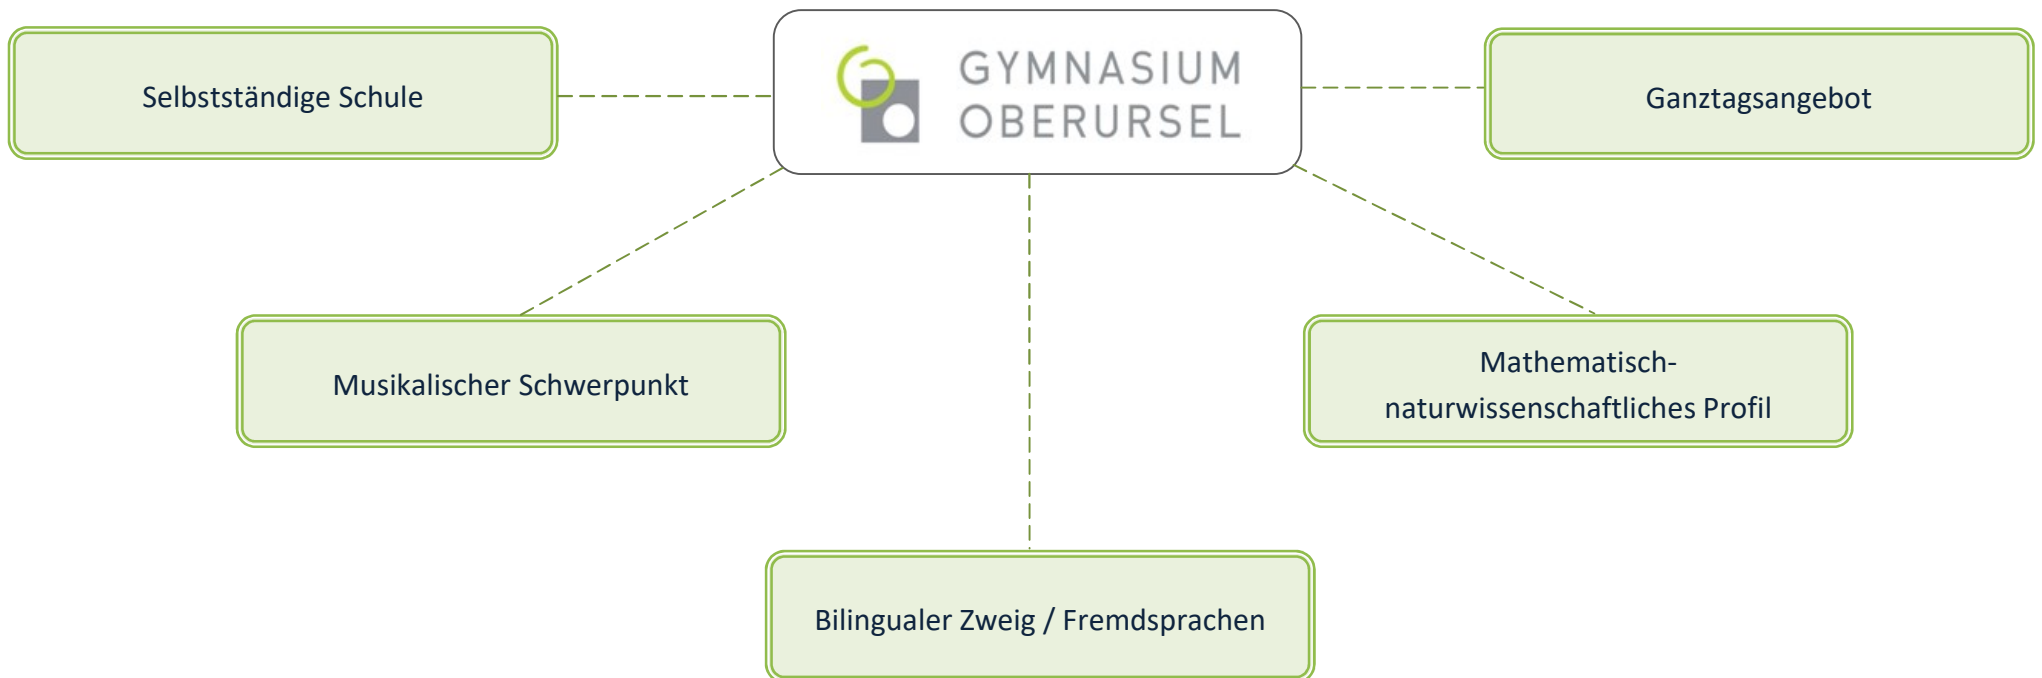 Selbstständige Schule
GYMNASIUM
OBERURSEL
Ganztagsangebot
Musikalischer Schwerpunkt
Mathematisch-
naturwissenschaftliches Profil
Bilingualer Zweig / Fremdsprachen